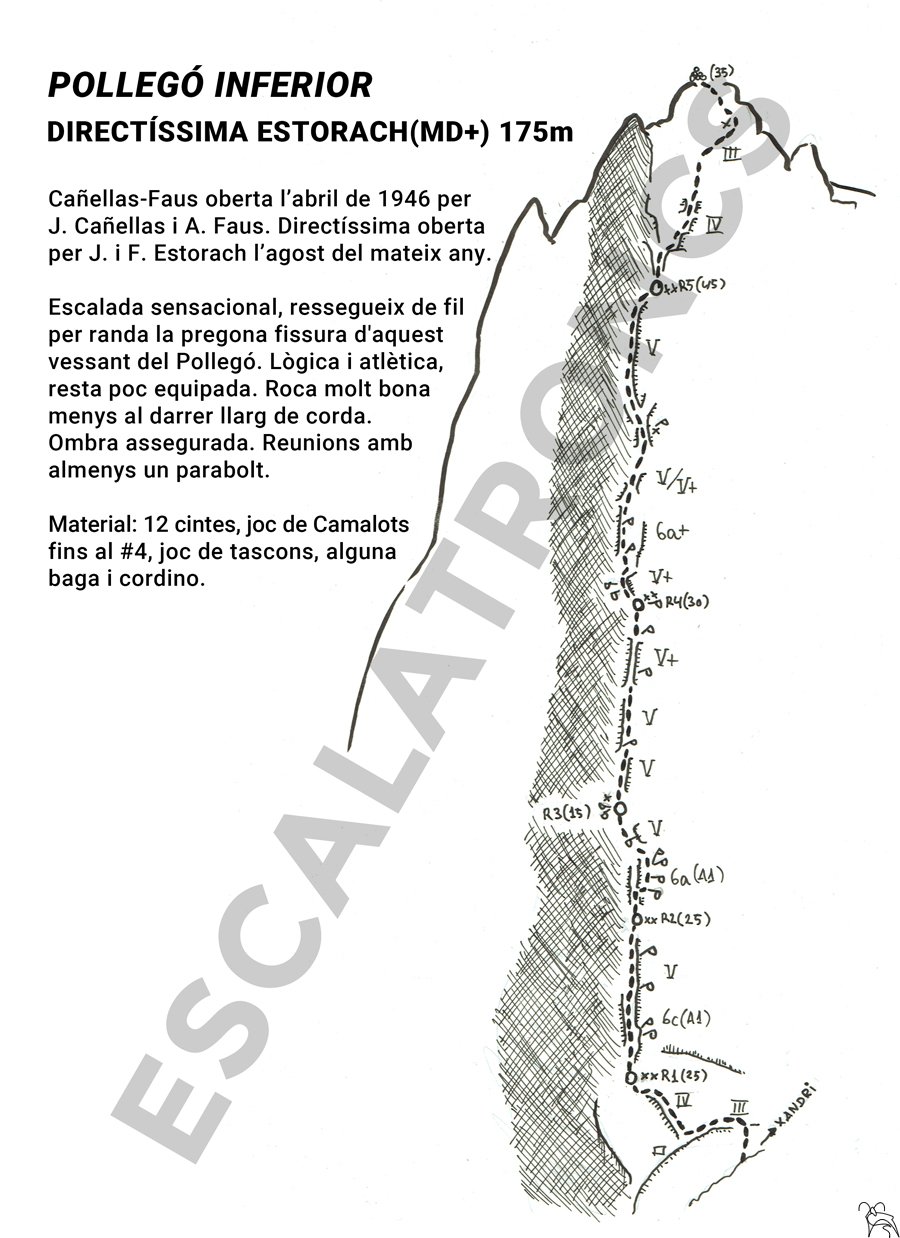 POLLEGÓ INFERIOR
DIRECTÍSSIMA ESTORACH(MD+) 175m
Cañellas-Faus oberta l’abril de 1946 per
J. Cañellas i A. Faus. Directíssima oberta
per J. i F. Estorach l’agost del mateix any.
Escalada sensacional, ressegueix de fil
per randa la pregona fissura d'aquest
vessant del Pollegó. Lògica i atlètica,
resta poc equipada. Roca molt bona
menys al darrer llarg de corda.
Ombra assegurada. Reunions amb
almenys un parabolt.
Material: 12 cintes, joc de Camalots
fins al #4, joc de tascons, alguna
baga i cordino.
(35)
III
IV
R5(45)
V
V/V+
6a+
V+
R4(30)
V+
V
V
R3(15)
V
6a(A1)
R2(25)
V
6c(A1)
R1(25)
IV
III
XANDRI
ESCALATRONCS